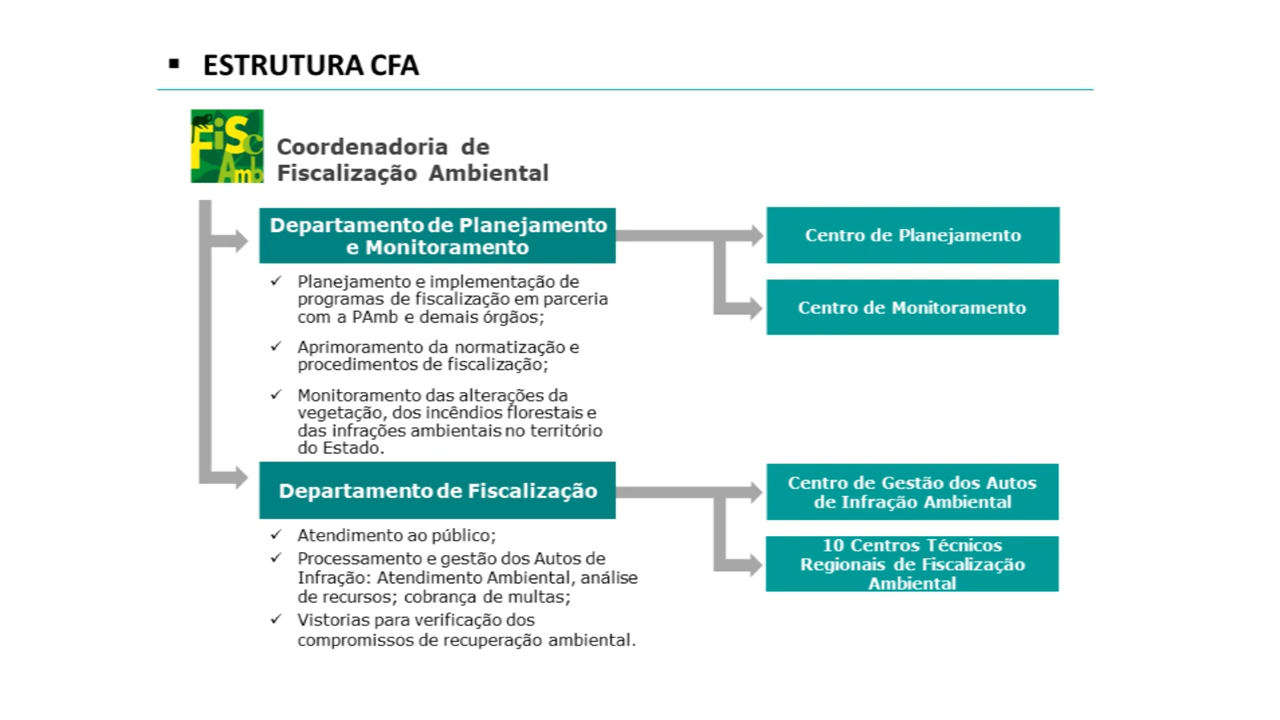 ESTRUTURA CFA
FiSc
Amb
Coordenadoria de
Fiscalização Ambiental
Departamento de Planejamento
e Monitoramento
Planejamento e implementação de
programas de fiscalização em parceria
com a PAmb e demais órgãos;
Aprimoramento da normatização e
procedimentos de fiscalização;
Monitoramento das alterações da
vegetação, dos incêndios florestais e
das infrações ambientais no território
do Estado.
Centro de Planejamento
Centro de Monitoramento
Departamento de Fiscalização
Atendimento ao público;
Processamento e gestão dos Autos de
Infração: Atendimento Ambiental, análise
de recursos; cobrança de multas;
Vistorias para verificação dos
compromissos de recuperação ambiental.
Centro de Gestão dos Autos
de Infração Ambiental
10 Centros Técnicos
Regionais de Fiscalização
Ambiental